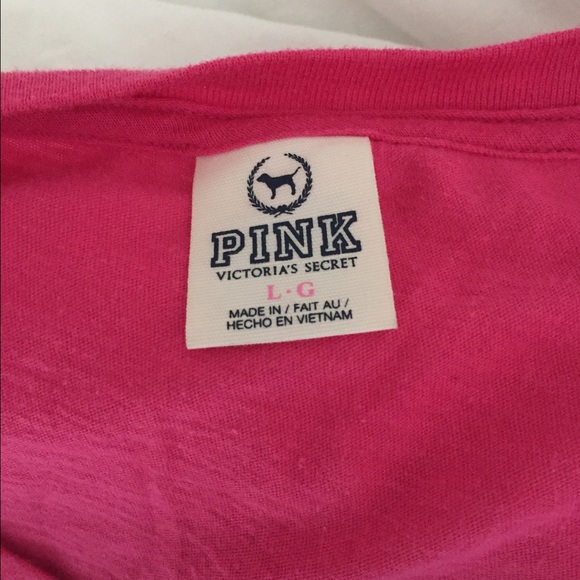 PINK
VICTORIA'S SECRET
L·G
MADE IN / FAIT AU /
HECHO EN VIETNAM